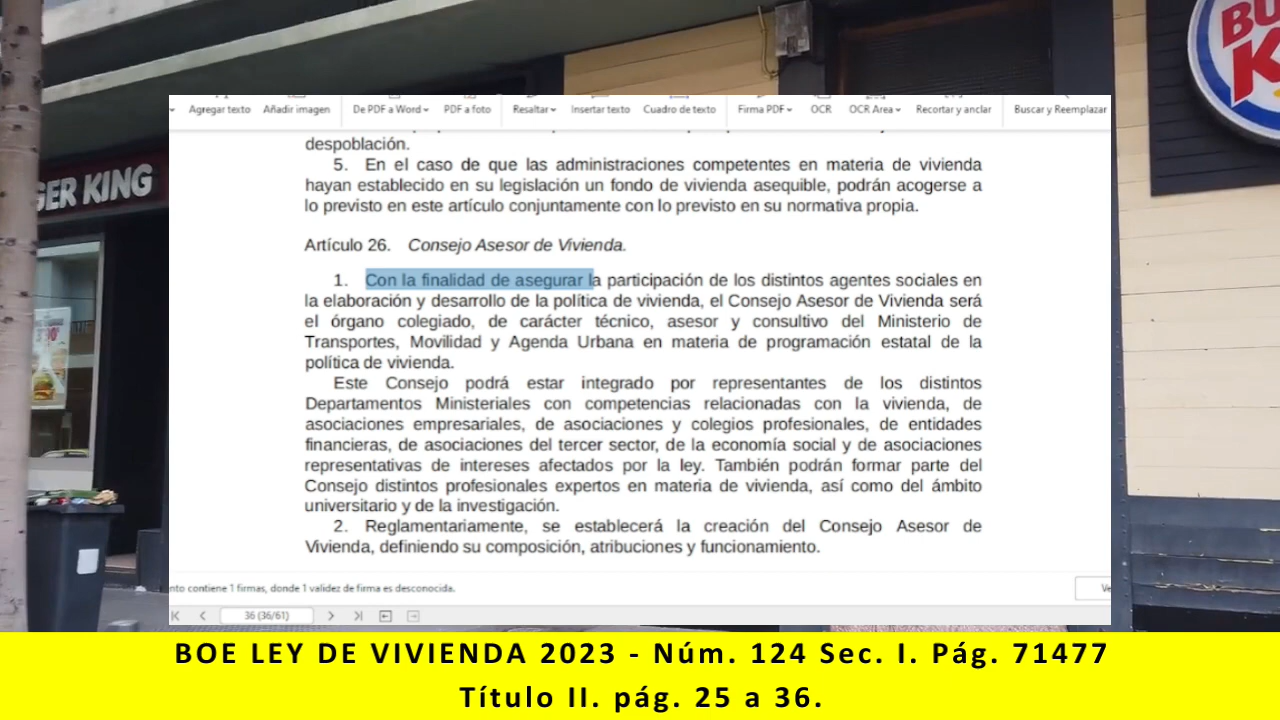 BU
K
GER KING
Agregar texto Añadir imagen De PDF a Word PDF a foto Resaltar Insertar texto Cuadro de texto Firma PDF OCR OCR Area Recortar y anclar Buscar y Reemplazar
despoblación.
5. En el caso de que las administraciones competentes en materia de vivienda
hayan establecido en su legislación un fondo de vivienda asequible, podrán acogerse a
lo previsto en este artículo conjuntamente con lo previsto en su normativa propia.
Artículo 26. Consejo Asesor de Vivienda.
1. Con la finalidad de asegurar la participación de los distintos agentes sociales en
la elaboración y desarrollo de la política de vivienda, el Consejo Asesor de Vivienda será
el órgano colegiado, de carácter técnico, asesor y consultivo del Ministerio de
Transportes, Movilidad y Agenda Urbana en materia de programación estatal de la
política de vivienda.
Este Consejo podrá estar integrado por representantes de los distintos
Departamentos Ministeriales con competencias relacionadas con la vivienda, de
asociaciones empresariales, de asociaciones y colegios profesionales, de entidades
financieras, de asociaciones del tercer sector, de la economía social y de asociaciones
representativas de intereses afectados por la ley. También podrán formar parte del
Consejo distintos profesionales expertos en materia de vivienda, así como del ámbito
universitario y de la investigación.
2. Reglamentariamente, se establecerá la creación del Consejo Asesor de
Vivienda, definiendo su composición, atribuciones y funcionamiento.
nto contiene 1 firmas, donde 1 validez de firma es desconocida.
Ve
36 (36/61)
BOE LEY DE VIVIENDA 2023 - Núm. 124 Sec. I. Pág. 71477
Título II. pág. 25 a 36.